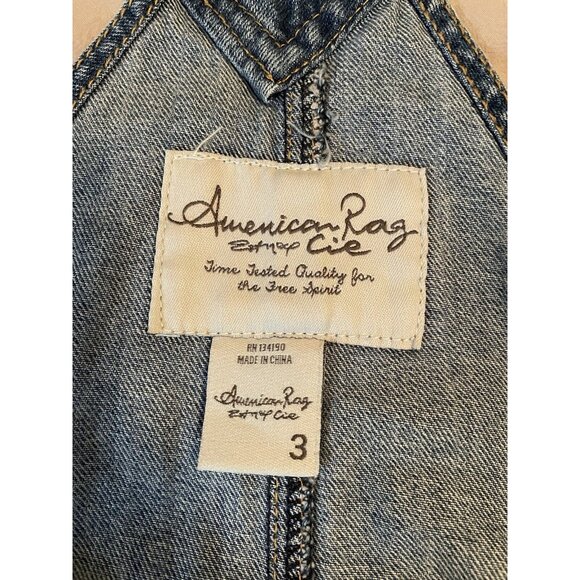 American Rag
Est 1984 Cie
Time Tested Quality for
the Free Spirit
RN 134190
MADE IN CHINA
American Rag
Est 1984 Cie
3